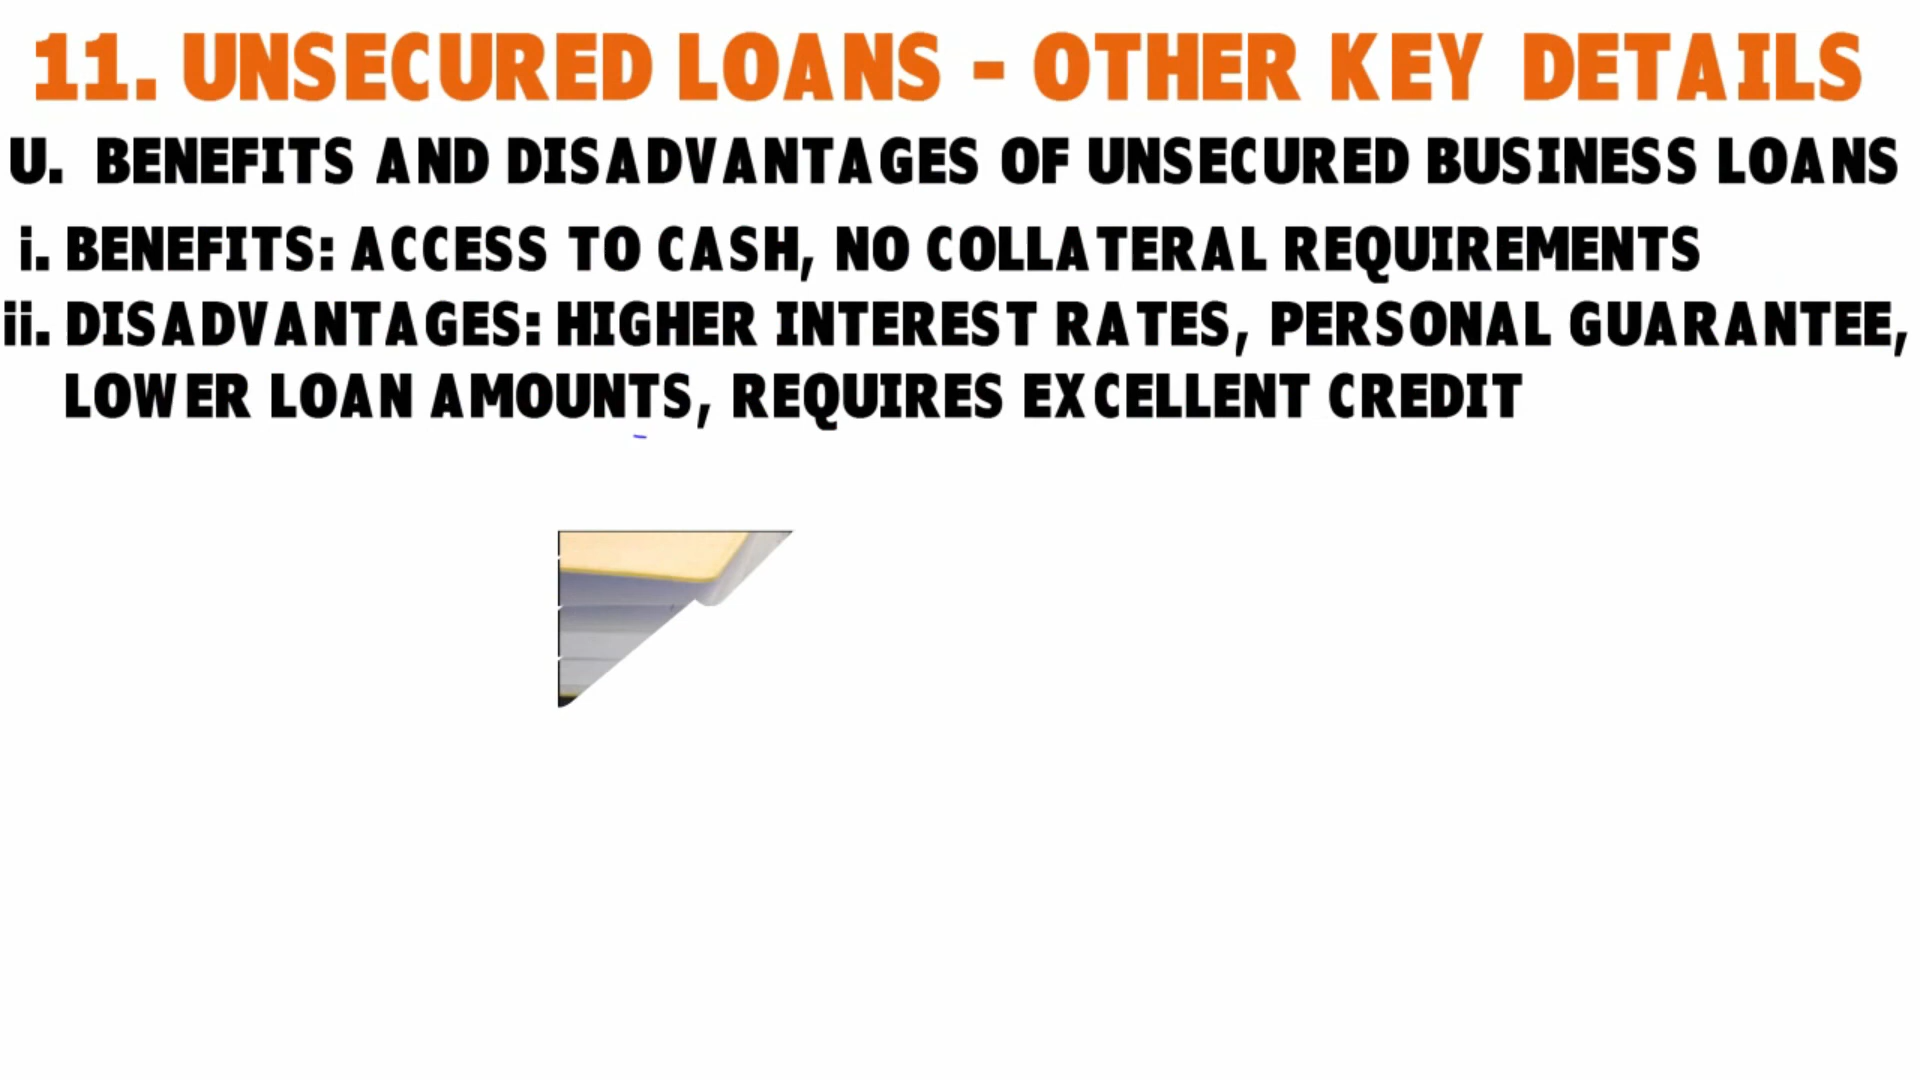 11. UNSECURED LOANS - OTHER KEY DETAILS
U. BENEFITS AND DISADVANTAGES OF UNSECURED BUSINESS LOANS
i. BENEFITS: ACCESS TO CASH, NO COLLATERAL REQUIREMENTS
ii. DISADVANTAGES: HIGHER INTEREST RATES, PERSONAL GUARANTEE,
LOWER LOAN AMOUNTS, REQUIRES EXCELLENT CREDIT